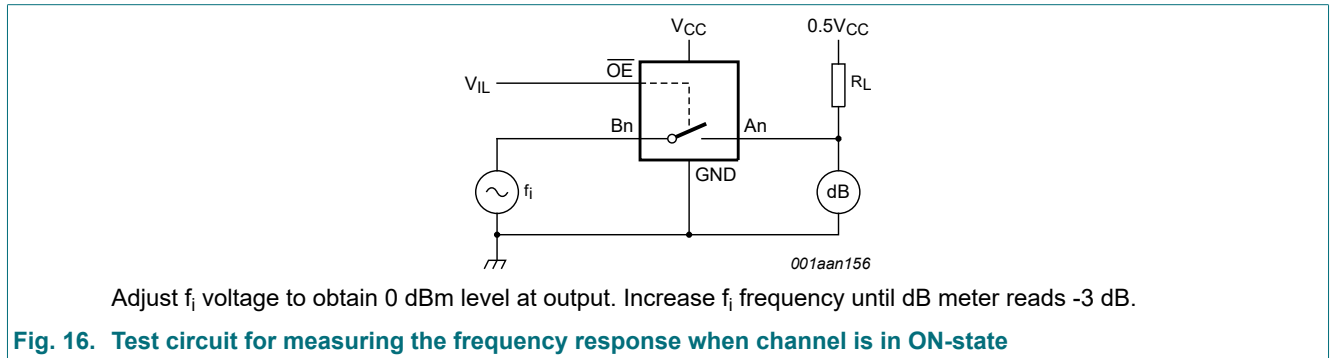 VCC
0.5VCC
OE
VIL
RL
Bn
An
GND
fi
dB
001aan156
Adjust fi voltage to obtain 0 dBm level at output. Increase fi frequency until dB meter reads -3 dB.
Fig. 16. Test circuit for measuring the frequency response when channel is in ON-state